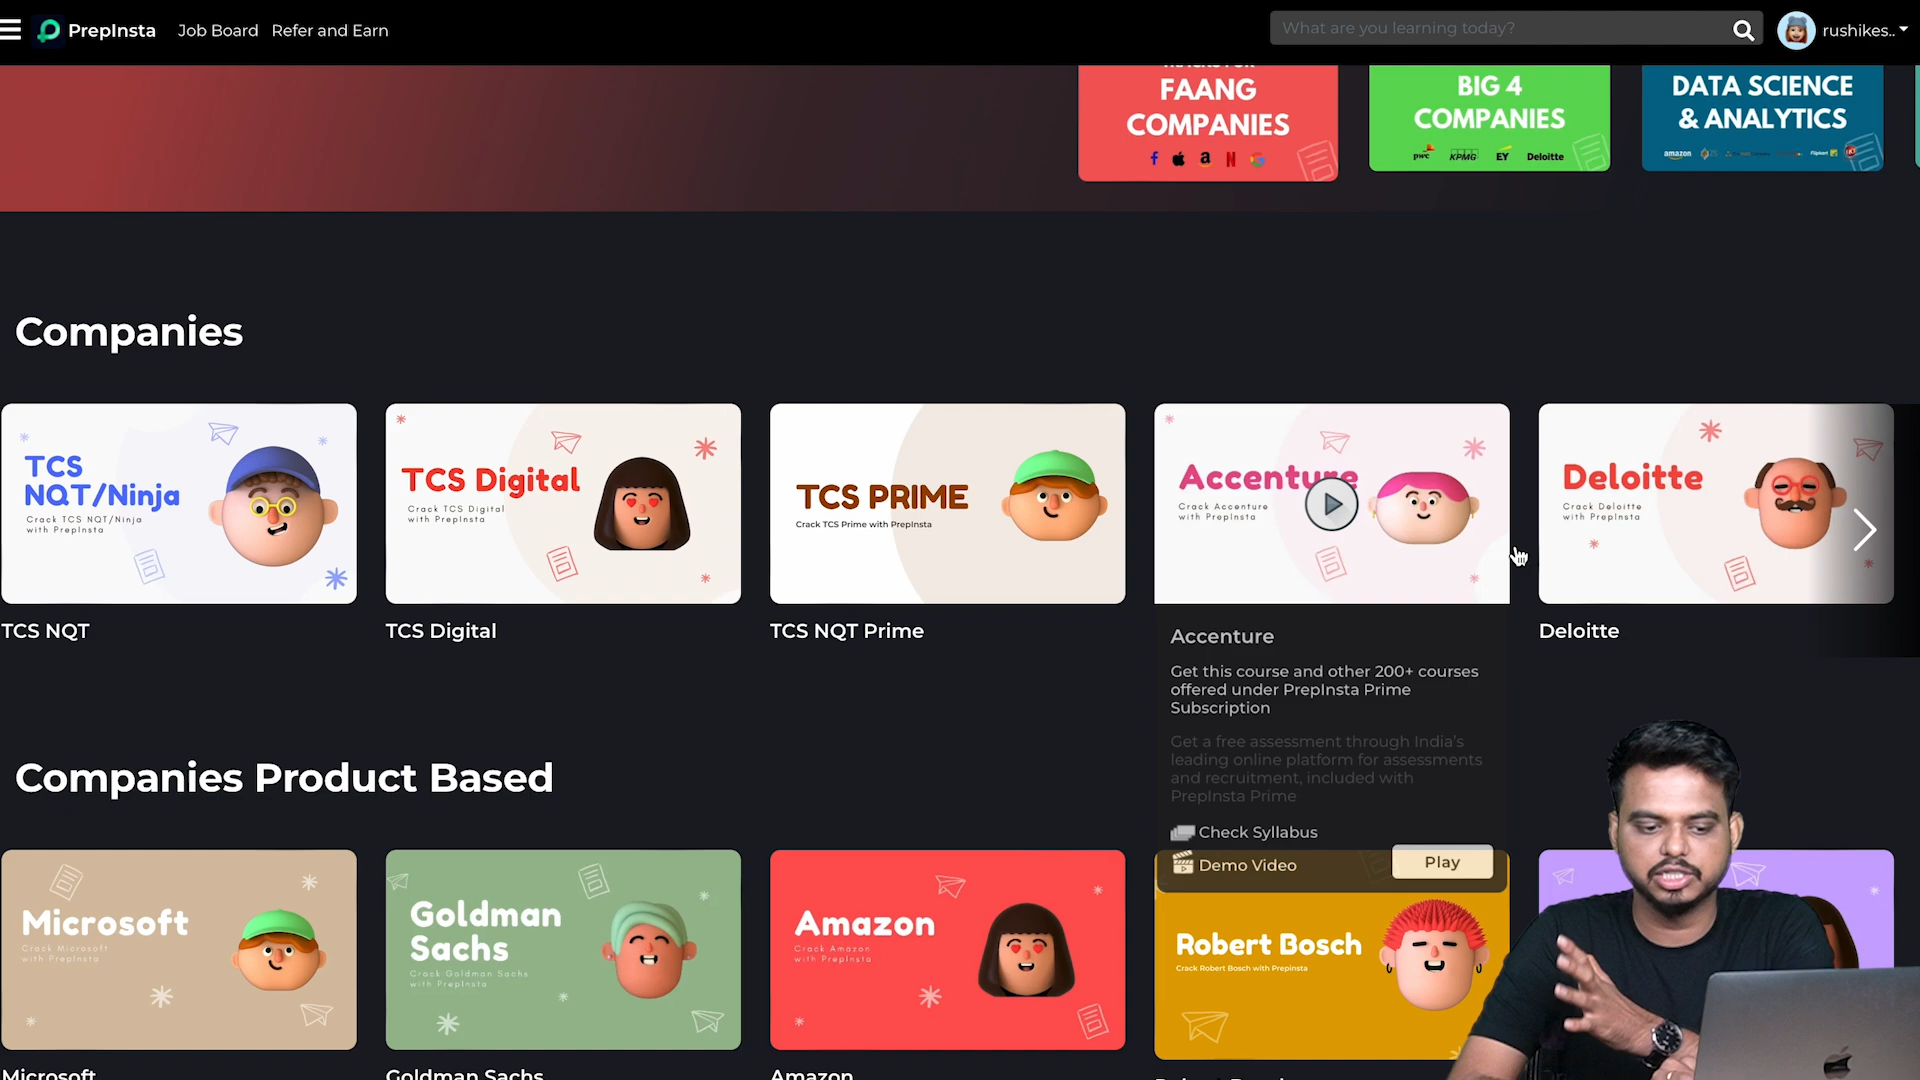 PrepInsta
Job Board
Refer and Earn
What are you learning today?
rushikes..
FAANG
COMPANIES
BIG 4
COMPANIES
pwc KPMG EY Deloitte
DATA SCIENCE
& ANALYTICS
amazon
Flipkart
Companies
TCS
NQT/Ninja
Crack TCS NQT/Ninja
with PrepInsta
TCS NQT
TCS Digital
Crack TCS Digital
with PrepInsta
TCS Digital
TCS PRIME
Crack TCS Prime with PrepInsta
TCS NQT Prime
Accenture
Crack Accenture
with PrepInsta
Accenture
Get this course and other 200+ courses
offered under PrepInsta Prime
Subscription
Get a free assessment through India's
leading online platform for assessments
and recruitment, included with
PrepInsta Prime
Check Syllabus
Demo Video
Play
Deloitte
Crack Deloitte
with PrepInsta
Deloitte
Companies Product Based
Microsoft
Crack Microsoft
with PrepInsta
Microsoft
Goldman
Sachs
Crack Goldman Sachs
with PrepInsta
Goldman Sachs
Amazon
Crack Amazon
with PrepInsta
Amazon
Robert Bosch
Crack Robert Bosch with PrepInsta